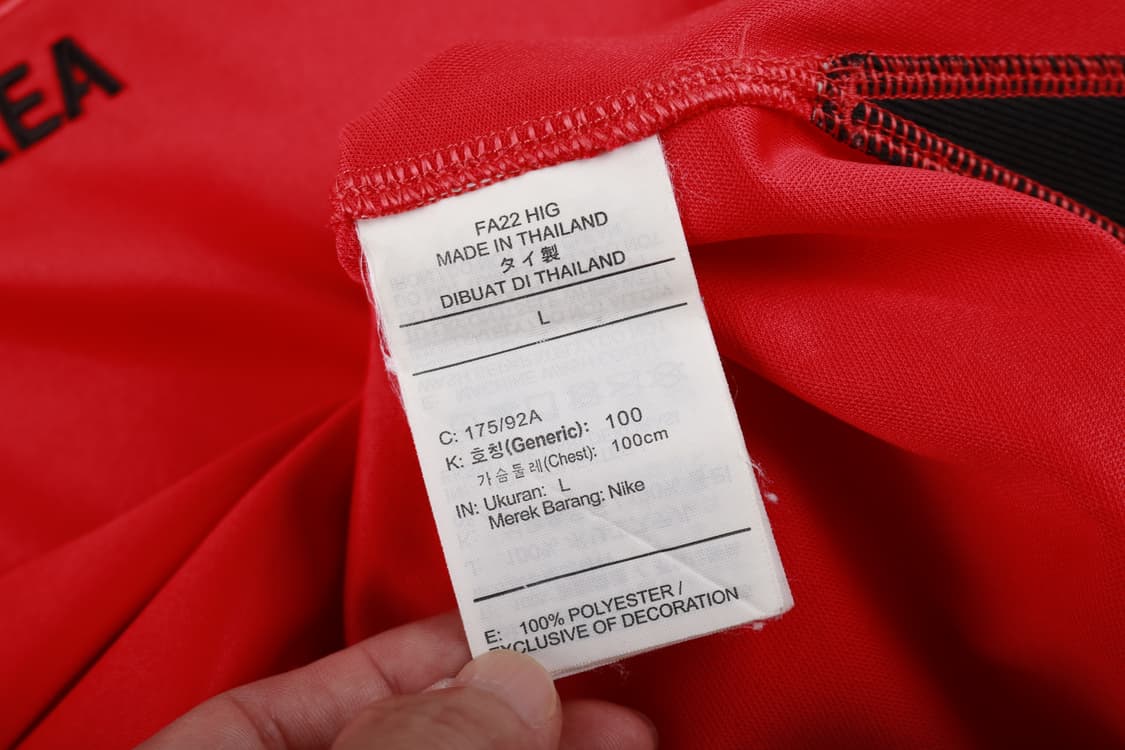 EA
FA22 HIG
MADE IN THAILAND
タイ製
DIBUAT DI THAILAND
L
C: 175/92A
K: 호칭(Generic): 100
가슴둘레(Chest): 100cm
IN: Ukuran: L
Merek Barang: Nike
E: 100% POLYESTER /
EXCLUSIVE OF DECORATION